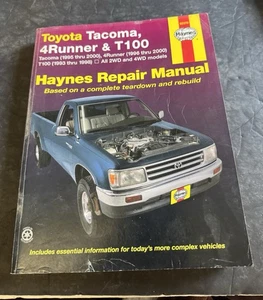 Toyota Tacoma,
4Runner & T100
Tacoma (1995 thru 2000), 4Runner (1996 thru 2000)
T100 (1993 thru 1998) □ All 2WD and 4WD models
Haynes Repair Manual
Based on a complete teardown and rebuild
Haynes
Includes essential information for today's more complex vehicles